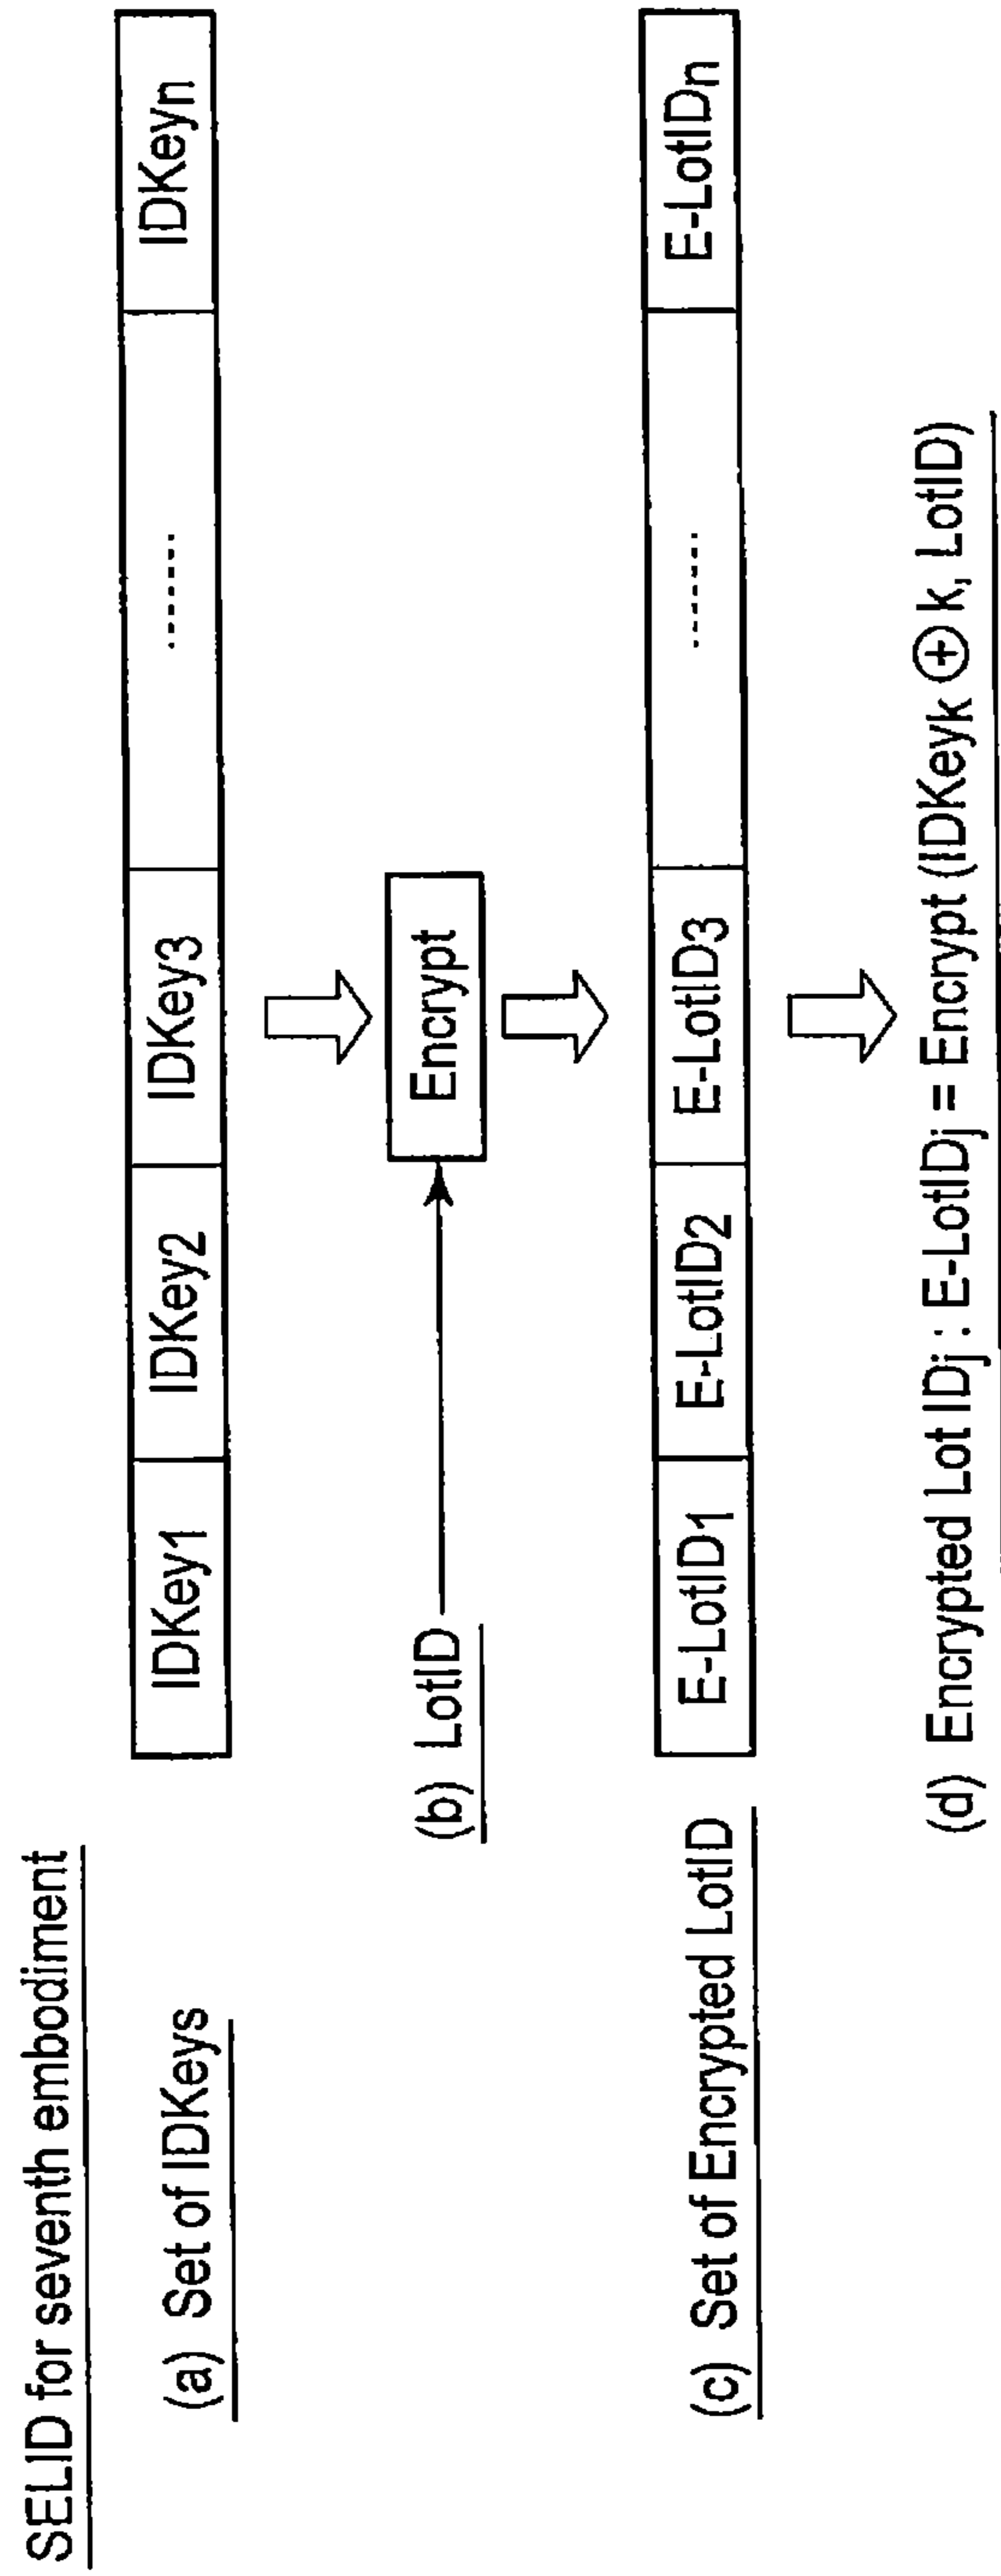 SELID for seventh embodiment
(a) Set of IDKeys
IDKey1 IDKey2 IDKey3 ....... IDKeyn
(b) LotID
Encrypt
(c) Set of Encrypted LotID
E-LotID1 E-LotID2 E-LotID3 ....... E-LotIDn
(d) Encrypted Lot IDj : E-LotIDj = Encrypt (IDKeyk ⊕ k, LotID)